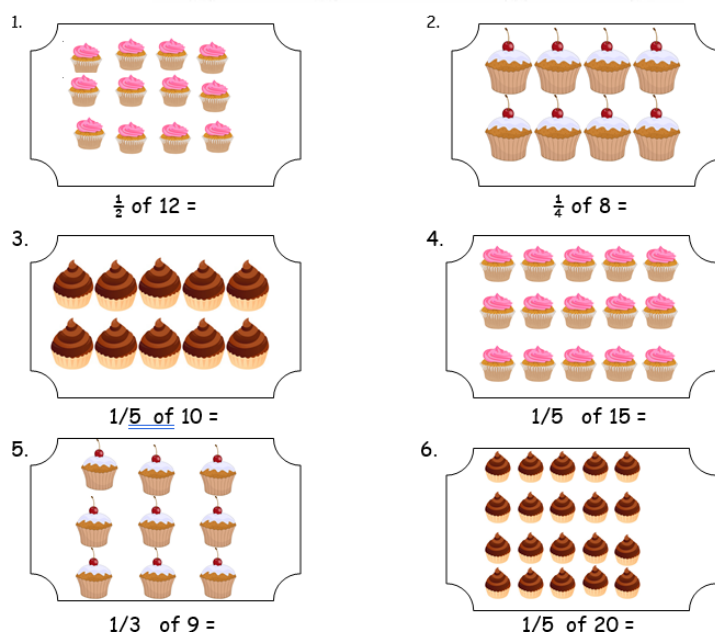 1.
2.
1/2 of 12 =
1/4 of 8 =
3.
4.
1/5 of 10 =
1/5 of 15 =
5.
6.
1/3 of 9 =
1/5 of 20 =